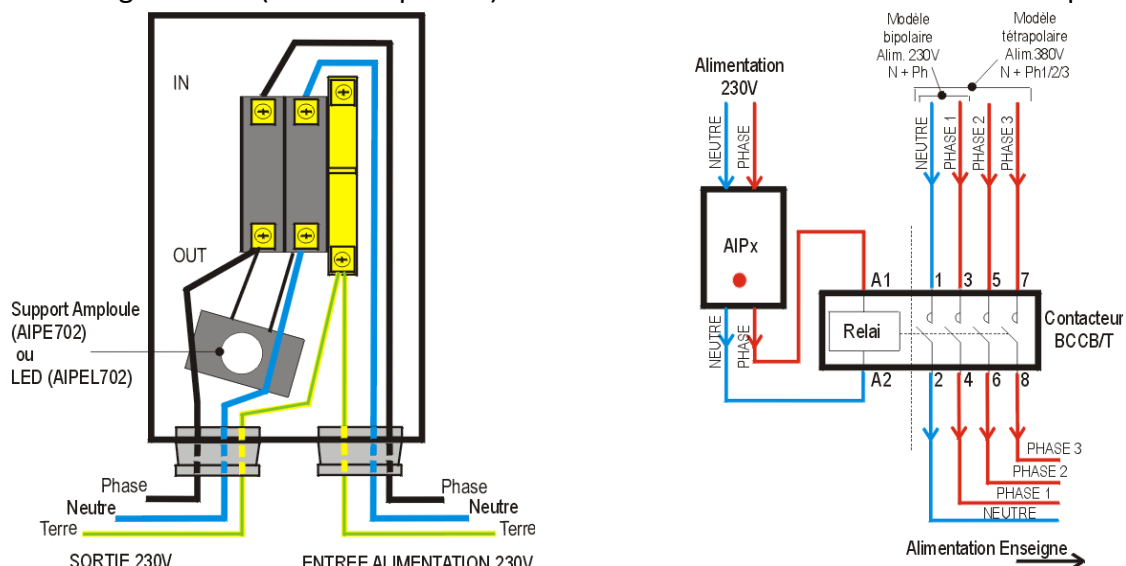 IN
OUT
Support Amploule
(AIPE702)
ou
LED (AIPEL702)
Phase
Neutre
Terre
SORTIE 230V
Phase
Neutre
Terre
ENTREE ALIMENTATION 230V
Alimentation
230V
NEUTRE
PHASE
AIPx
NEUTRE
PHASE
Modèle
bipolaire
Alim. 230V
N + Ph
Modèle
tétrapolaire
Alim.380V
N + Ph1/2/3
NEUTRE
PHASE 1
PHASE 2
PHASE 3
A1
1
3
5
7
Relai
Contacteur
BCCB/T
A2
2
4
6
8
PHASE 3
PHASE 2
PHASE 1
NEUTRE
Alimentation Enseigne